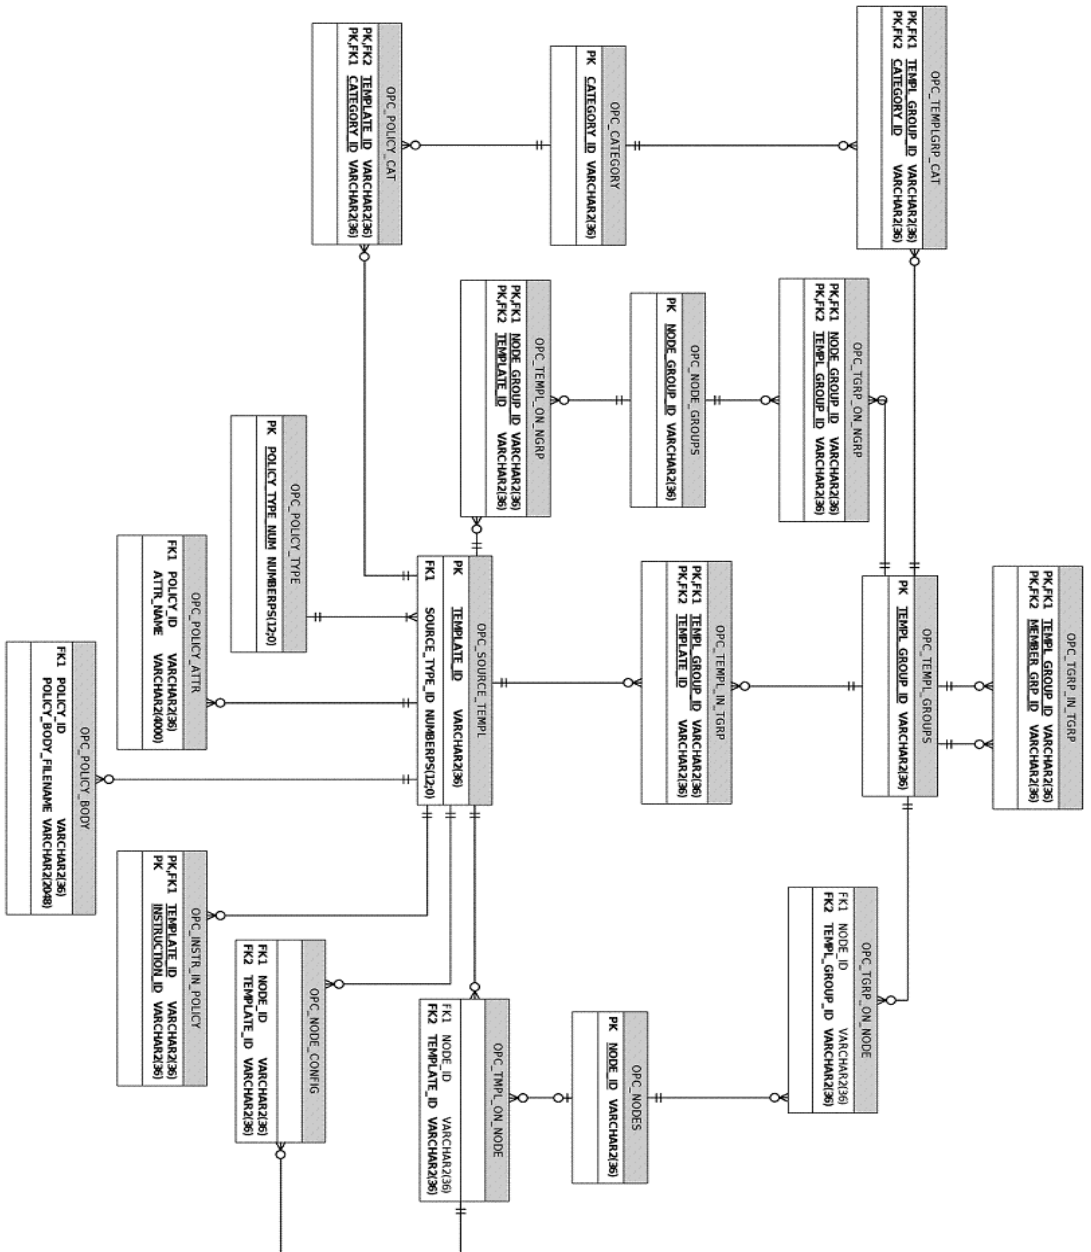 OPC_TGRP_IN_TGRP
PK,FK1 TEMPL_GROUP_ID VARCHAR2(36)
PK,FK2 MEMBER_GRP_ID VARCHAR2(36)
OPC_TEMPLGRP_CAT
PK,FK1 TEMPL_GROUP_ID VARCHAR2(36)
PK,FK2 CATEGORY_ID VARCHAR2(36)
OPC_TEMPL_GROUPS
PK TEMPL_GROUP_ID VARCHAR2(36)
OPC_TGRP_ON_NGRP
PK,FK1 NODE_GROUP_ID VARCHAR2(36)
PK,FK2 TEMPL_GROUP_ID VARCHAR2(36)
OPC_TGRP_ON_NODE
FK1 NODE_ID VARCHAR2(36)
FK2 TEMPL_GROUP_ID VARCHAR2(36)
OPC_CATEGORY
PK CATEGORY_ID VARCHAR2(36)
OPC_NODE_GROUPS
PK NODE_GROUP_ID VARCHAR2(36)
OPC_TEMPL_IN_TGRP
PK,FK1 TEMPL_GROUP_ID VARCHAR2(36)
PK,FK2 TEMPLATE_ID VARCHAR2(36)
OPC_NODES
PK NODE_ID VARCHAR2(36)
OPC_POLICY_CAT
PK,FK2 TEMPLATE_ID VARCHAR2(36)
PK,FK1 CATEGORY_ID VARCHAR2(36)
OPC_TEMPL_ON_NGRP
PK,FK1 NODE_GROUP_ID VARCHAR2(36)
PK,FK2 TEMPLATE_ID VARCHAR2(36)
OPC_SOURCE_TEMPL
PK TEMPLATE_ID VARCHAR2(36)
FK1 SOURCE_TYPE_ID NUMBERPS(12;0)
OPC_TMPL_ON_NODE
FK1 NODE_ID VARCHAR2(36)
FK2 TEMPLATE_ID VARCHAR2(36)
OPC_POLICY_TYPE
PK POLICY_TYPE_NUM NUMBERPS(12;0)
OPC_NODE_CONFIG
FK1 NODE_ID VARCHAR2(36)
FK2 TEMPLATE_ID VARCHAR2(36)
OPC_POLICY_ATTR
FK1 POLICY_ID VARCHAR2(36)
ATTR_NAME VARCHAR2(4000)
OPC_INSTR_IN_POLICY
PK,FK1 TEMPLATE_ID VARCHAR2(36)
PK INSTRUCTION_ID VARCHAR2(36)
OPC_POLICY_BODY
FK1 POLICY_ID VARCHAR2(36)
POLICY_BODY_FILENAME VARCHAR2(2048)